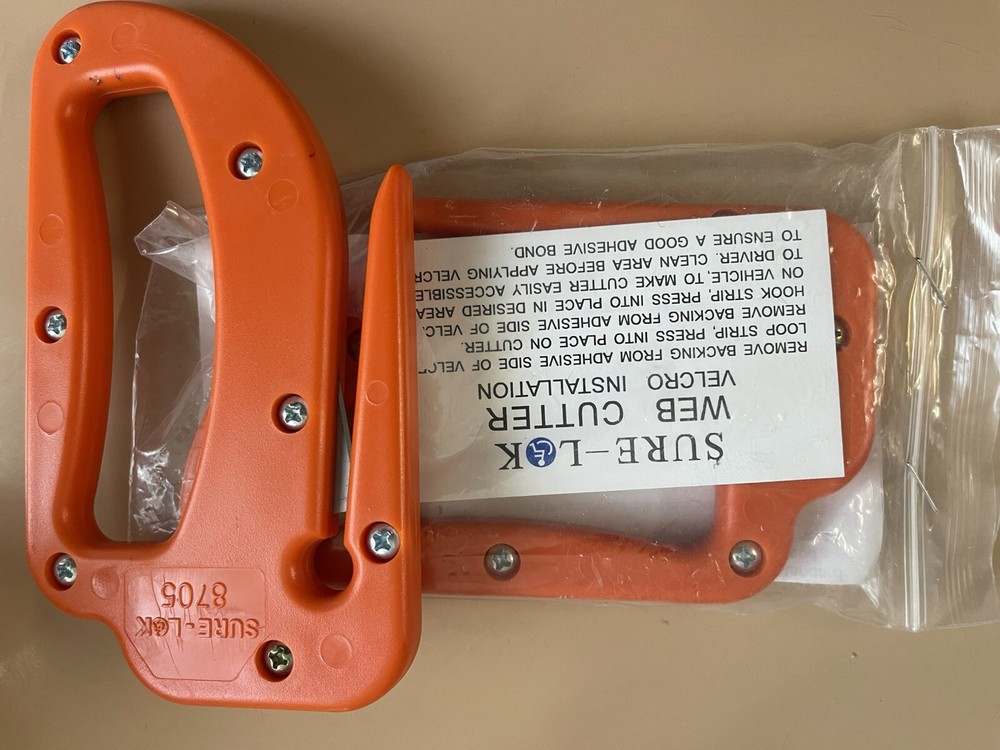 SURE-LOK
WEB CUTTER
VELCRO INSTALLATION
REMOVE BACKING FROM ADHESIVE SIDE OF
LOOP STRIP, PRESS INTO PLACE ON CUTTER.
REMOVE BACKING FROM ADHESIVE SIDE OF
HOOK STRIP, PRESS INTO PLACE IN DESIRED AREA
ON VEHICLE, TO MAKE CUTTER EASILY ACCESSIBLE
TO DRIVER. CLEAN AREA BEFORE APPLYING
TO ENSURE A GOOD ADHESIVE BOND.
SURE-LOK
8705